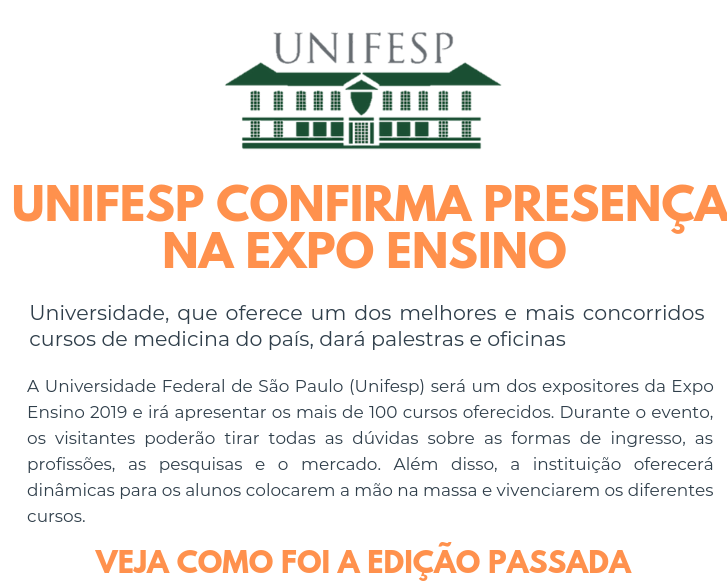 UNIFESP
UNIFESP CONFIRMA PRESENÇA
NA EXPO ENSINO
Universidade, que oferece um dos melhores e mais concorridos
cursos de medicina do país, dará palestras e oficinas
A Universidade Federal de São Paulo (Unifesp) será um dos expositores da Expo
Ensino 2019 e irá apresentar os mais de 100 cursos oferecidos. Durante o evento,
os visitantes poderão tirar todas as dúvidas sobre as formas de ingresso, as
profissões, as pesquisas e o mercado. Além disso, a instituição oferecerá
dinâmicas para os alunos colocarem a mão na massa e vivenciarem os diferentes
cursos.
VEJA COMO FOI A EDIÇÃO PASSADA